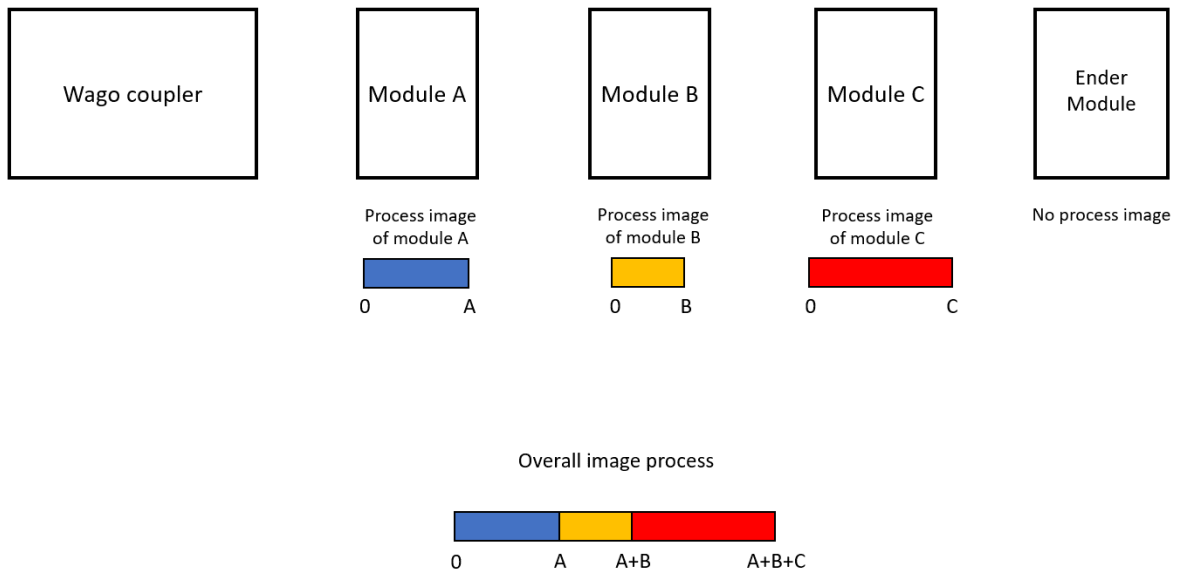 Wago coupler
Module A
Module B
Module C
Ender
Module
Process image
of module A
Process image
of module B
Process image
of module C
No process image
0
A
0
B
0
C
Overall image process
0
A
A+B
A+B+C